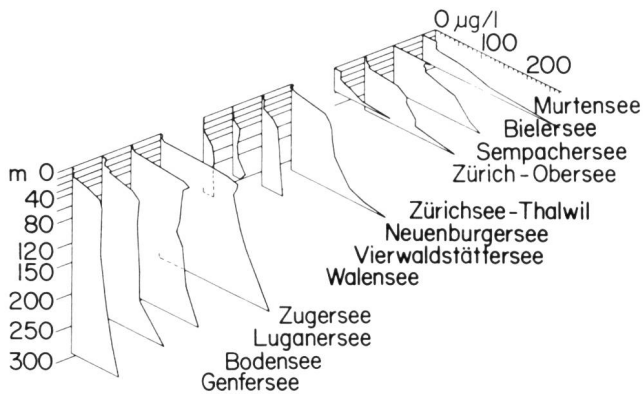 0 µg/l
100
200
Murtensee
Bielersee
Sempachersee
Zürich-Obersee
m 0
40
80
120
150
200
250
300
Zürichsee-Thalwil
Neuenburgersee
Vierwaldstättersee
Walensee
Zugersee
Luganersee
Bodensee
Genfersee